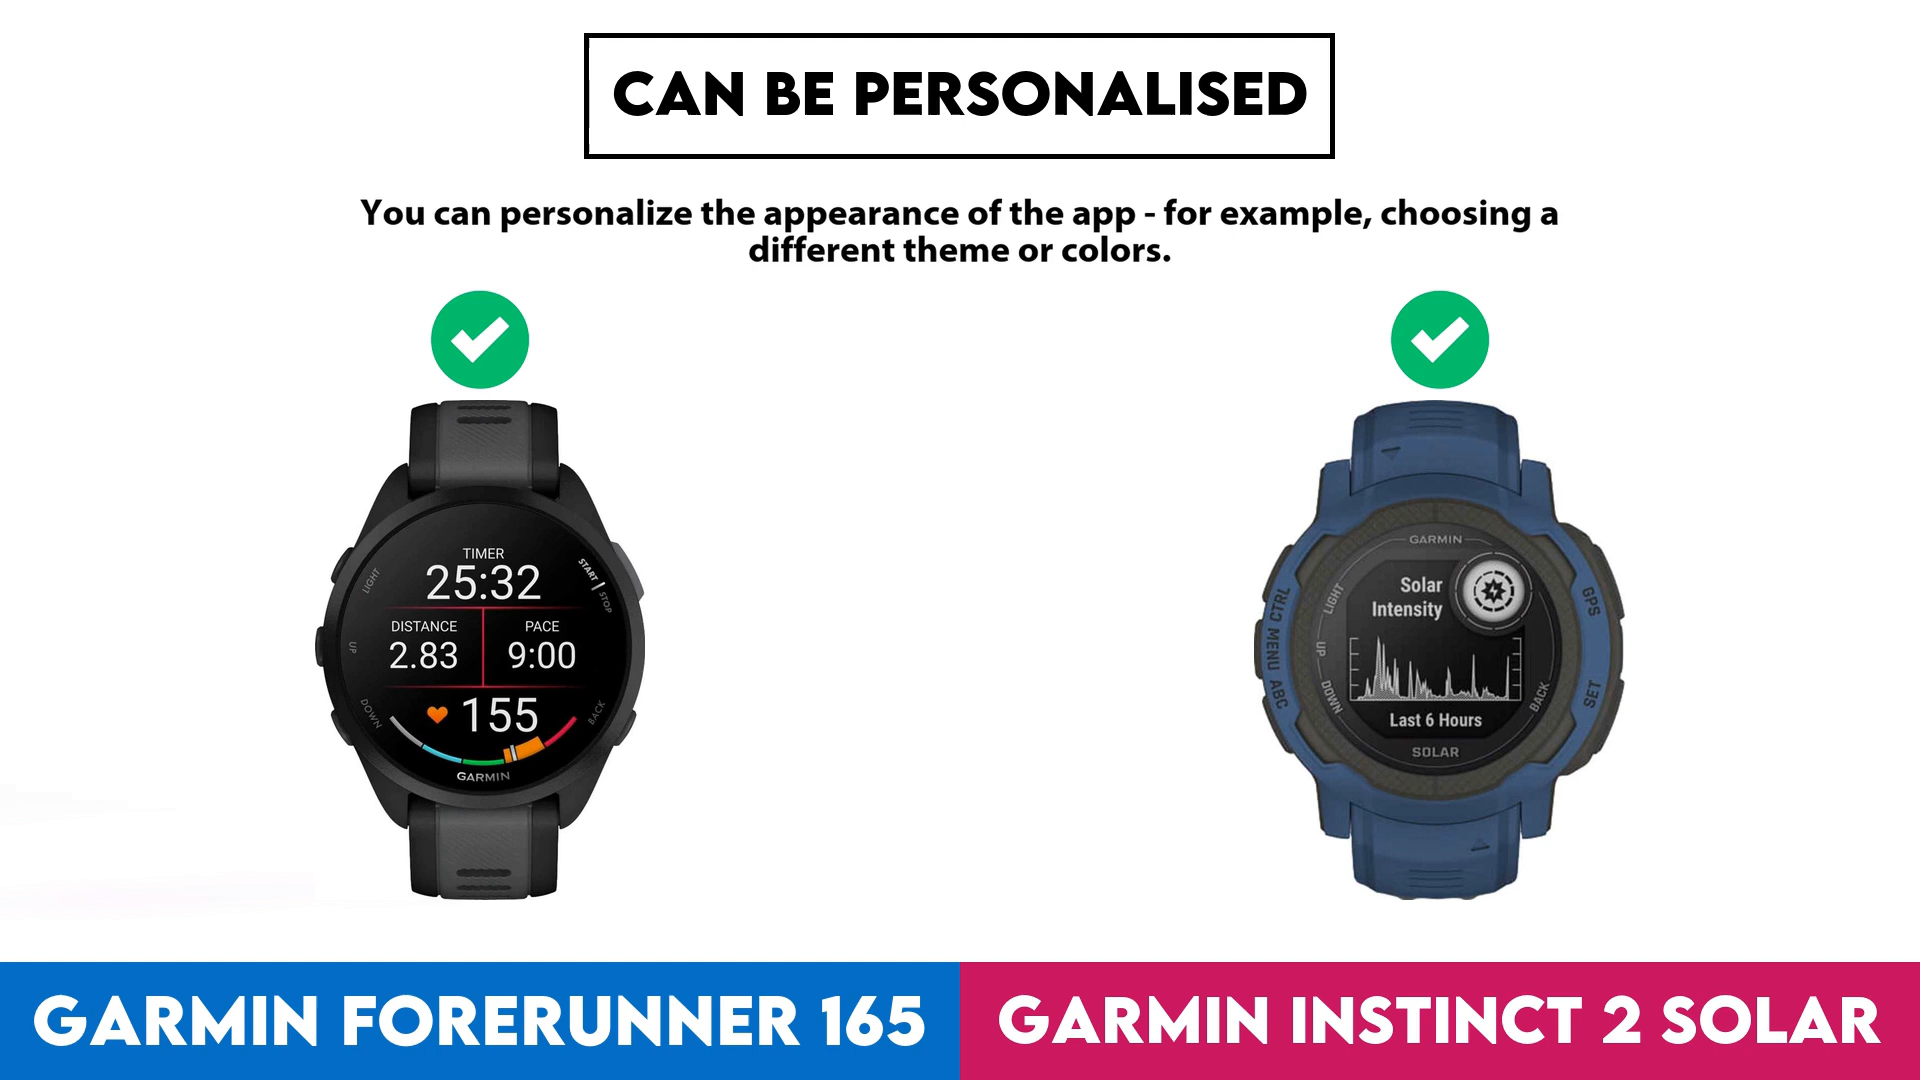 CAN BE PERSONALISED
You can personalize the appearance of the app - for example, choosing a
different theme or colors.
TIMER
25:32
DISTANCE
2.83
PACE
9:00
155
GARMIN
LIGHT
UP
DOWN
START
STOP
BACK
GARMIN
Solar
Intensity
Last 6 Hours
SOLAR
LIGHT
UP
DOWN
BACK
CTRL
MENU
ABC
GPS
SET
GARMIN FORERUNNER 165
GARMIN INSTINCT 2 SOLAR